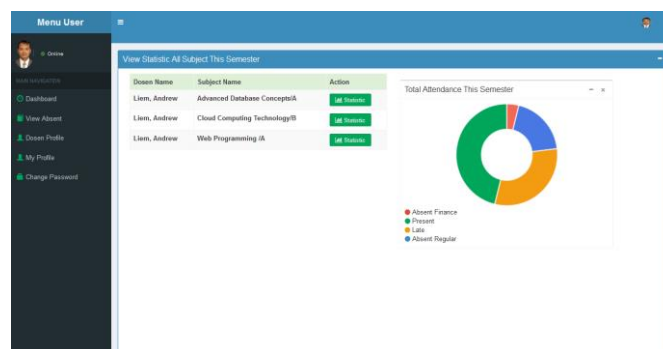 Menu User
Online
MAIN NAVIGATION
Dashboard
View Absent
Dosen Profile
My Profile
Change Password
View Statistic All Subject This Semester
Dosen Name Subject Name Action
Liem, Andrew Advanced Database Concepts/A Statistic
Liem, Andrew Cloud Computing Technology/B Statistic
Liem, Andrew Web Programming /A Statistic
Total Attendance This Semester
Absent Finance
Present
Late
Absent Regular